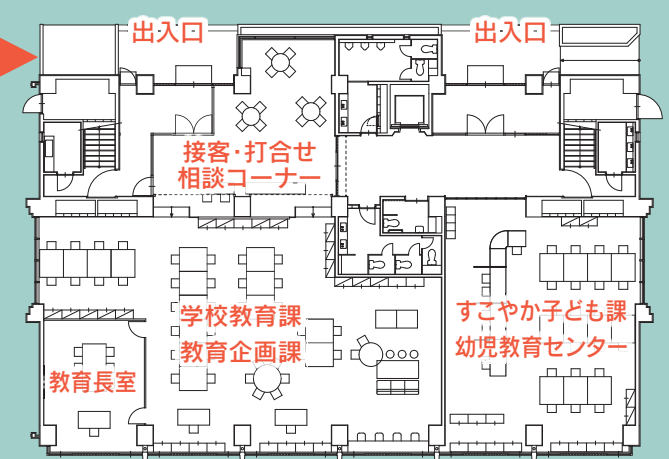 出入口
出入口
接客・打合せ
相談コーナー
学校教育課
教育企画課
すこやか子ども課
幼児教育センター
教育長室